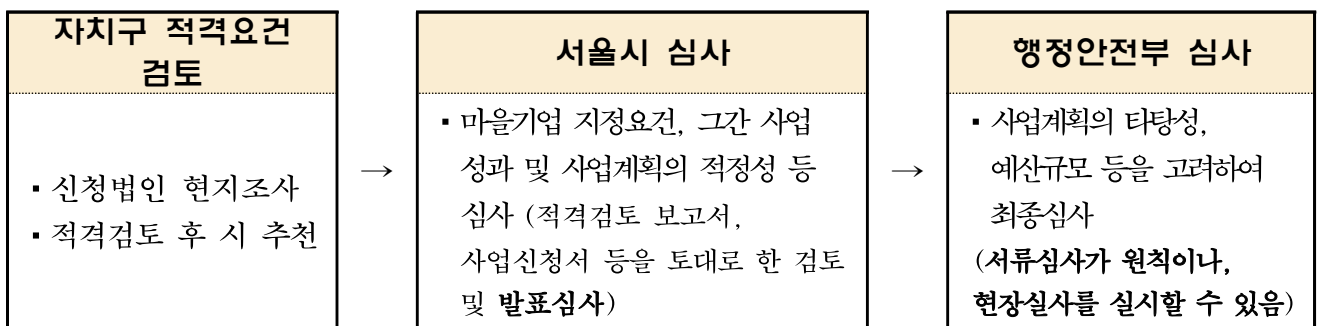 자치구 적격요건
검토
▪ 신청법인 현지조사
▪ 적격검토 후 시 추천
→
서울시 심사
▪ 마을기업 지정요건, 그간 사업
성과 및 사업계획의 적정성 등
심사 (적격검토 보고서,
사업신청서 등을 토대로 한 검토
및 발표심사)
→
행정안전부 심사
▪ 사업계획의 타탕성,
예산규모 등을 고려하여
최종심사
(서류심사가 원칙이나,
현장실사를 실시할 수 있음)